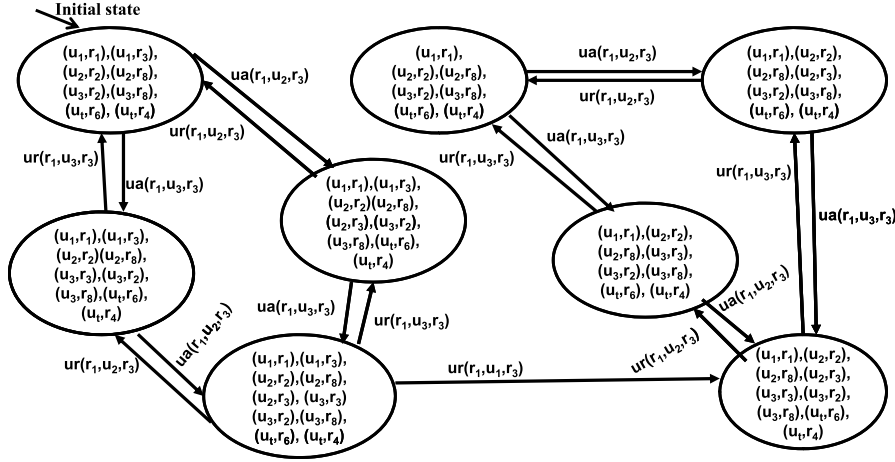 Initial state
(u₁,r₁),(u₁,r₃),
(u₂,r₂),(u₂,r₈),
(u₃,r₂),(u₃,r₈),
(uₜ,r₆), (uₜ,r₄)
ua(r₁,u₂,r₃)
ur(r₁,u₂,r₃)
ur(r₁,u₃,r₃)
ua(r₁,u₃,r₃)
(u₁,r₁),(u₁,r₃),
(u₂,r₂)(u₂,r₈),
(u₂,r₃),(u₃,r₂),
(u₃,r₈),(uₜ,r₆),
(uₜ,r₄)
(u₁,r₁),(u₁,r₃),
(u₂,r₂)(u₂,r₈),
(u₃,r₃),(u₃,r₂),
(u₃,r₈),(uₜ,r₆),
(uₜ,r₄)
ua(r₁,u₃,r₃)
ur(r₁,u₃,r₃)
ua(r₁,u₂,r₃)
ur(r₁,u₂,r₃)
(u₁,r₁),(u₁,r₃),
(u₂,r₂),(u₂,r₈),
(u₂,r₃), (u₃,r₃)
(u₃,r₂),(u₃,r₈),
(uₜ,r₆), (uₜ,r₄)
ur(r₁,u₁,r₃)
(u₁,r₁),
(u₂,r₂),(u₂,r₈),
(u₃,r₂),(u₃,r₈),
(uₜ,r₆), (uₜ,r₄)
ua(r₁,u₂,r₃)
ur(r₁,u₂,r₃)
(u₁,r₁),(u₂,r₂),
(u₂,r₈),(u₂,r₃),
(u₃,r₂),(u₃,r₈),
(uₜ,r₆), (uₜ,r₄)
ua(r₁,u₃,r₃)
ur(r₁,u₃,r₃)
ur(r₁,u₃,r₃)
ua(r₁,u₃,r₃)
(u₁,r₁),(u₂,r₂),
(u₂,r₈),(u₃,r₃),
(u₃,r₂),(u₃,r₈),
(uₜ,r₆), (uₜ,r₄)
ua(r₁,u₂,r₃)
ur(r₁,u₂,r₃)
(u₁,r₁),(u₂,r₂),
(u₂,r₈),(u₂,r₃),
(u₃,r₃),(u₃,r₂),
(u₃,r₈),(uₜ,r₆),
(uₜ,r₄)